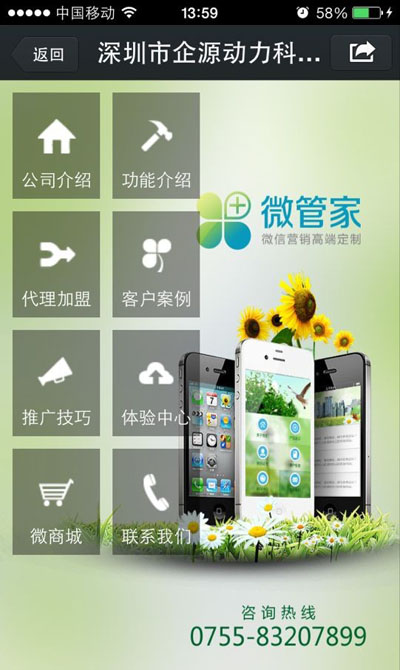 中国移动 13:59 58%
返回 深圳市企源动力科...
公司介绍 功能介绍
微管家
微信营销高端定制
代理加盟 客户案例
推广技巧 体验中心
微商城 联系我们
咨询热线
0755-83207899